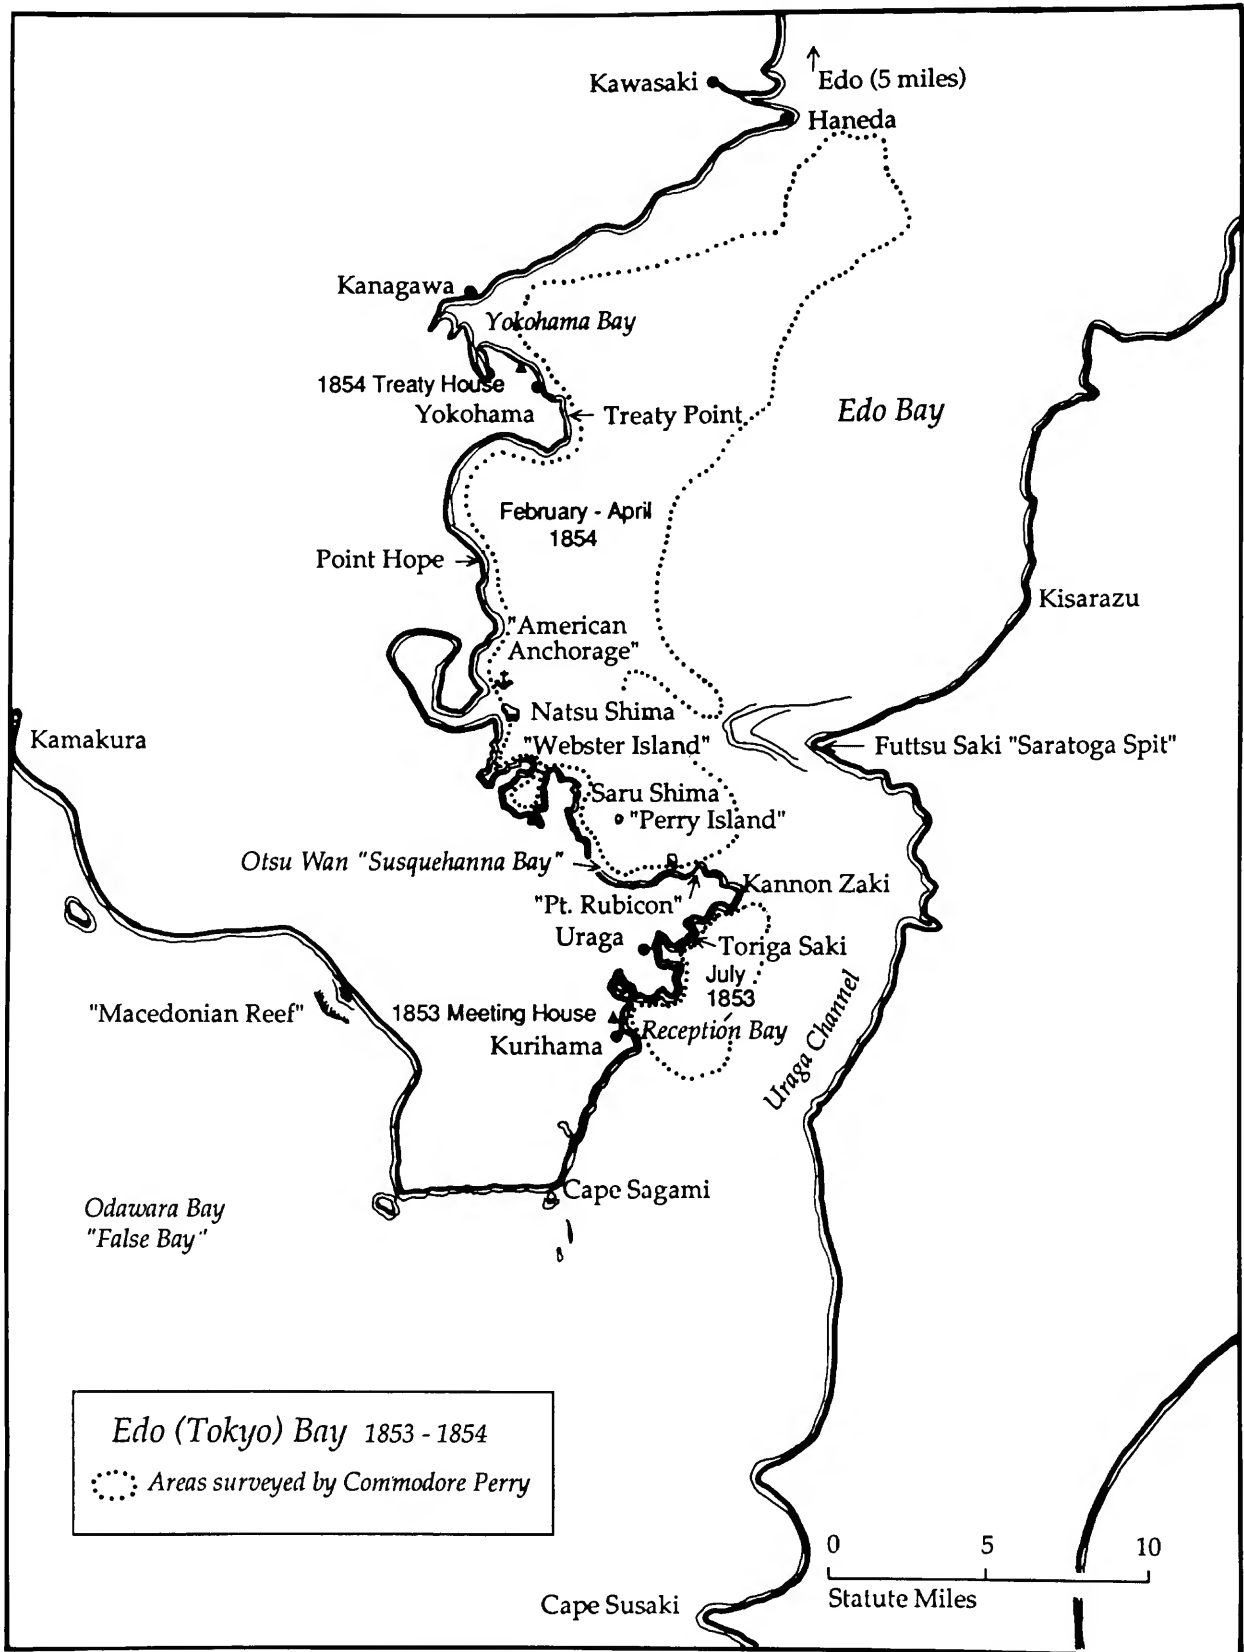 Edo (5 miles)
Kawasaki
Haneda
Kanagawa
Yokohama Bay
1854 Treaty House
Yokohama
Treaty Point
Edo Bay
February - April
1854
Point Hope
Kisarazu
"American
Anchorage"
Natsu Shima
"Webster Island"
Kamakura
Futtsu Saki "Saratoga Spit"
Saru Shima
"Perry Island"
Otsu Wan "Susquehanna Bay"
Kannon Zaki
"Pt. Rubicon"
Uraga
Toriga Saki
July
1853
"Macedonian Reef"
1853 Meeting House
Reception Bay
Kurihama
Uraga Channel
Cape Sagami
Odawara Bay
"False Bay"
Edo (Tokyo) Bay 1853 - 1854
Areas surveyed by Commodore Perry
0 5 10
Statute Miles
Cape Susaki